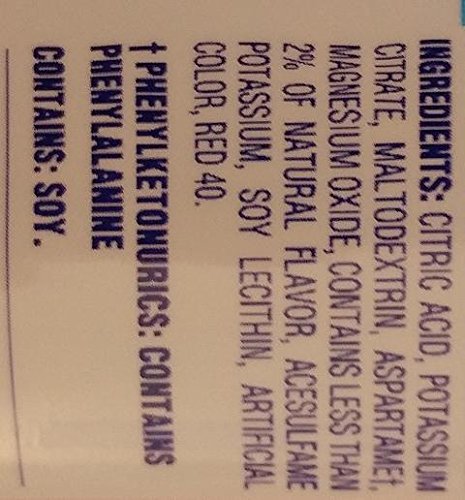 INGREDIENTS: CITRIC ACID, POTASSIUM
CITRATE, MALTODEXTRIN, ASPARTAME†,
MAGNESIUM OXIDE, CONTAINS LESS THAN
2% OF NATURAL FLAVOR, ACESULFAME
POTASSIUM, SOY LECITHIN, ARTIFICIAL
COLOR, RED 40.
† PHENYLKETONURICS: CONTAINS
PHENYLALANINE
CONTAINS: SOY.